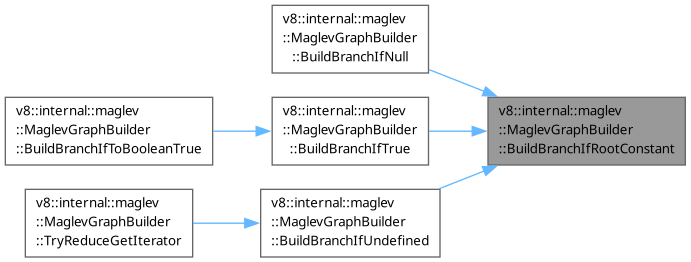 v8::internal::maglev
::MaglevGraphBuilder
::BuildBranchIfNull
v8::internal::maglev
::MaglevGraphBuilder
::BuildBranchIfToBooleanTrue
v8::internal::maglev
::MaglevGraphBuilder
::BuildBranchIfTrue
v8::internal::maglev
::MaglevGraphBuilder
::BuildBranchIfRootConstant
v8::internal::maglev
::MaglevGraphBuilder
::TryReduceGetIterator
v8::internal::maglev
::MaglevGraphBuilder
::BuildBranchIfUndefined